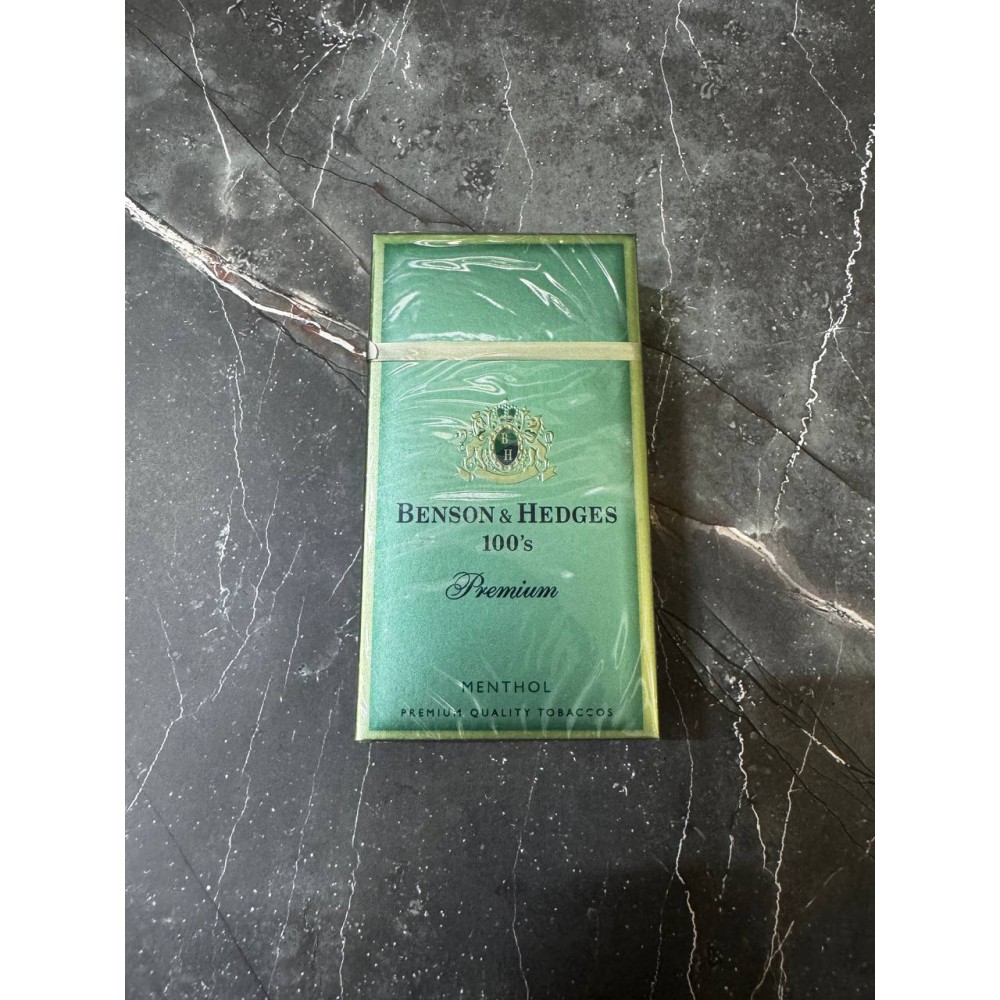 B
H
BENSON & HEDGES
100's
Premium
MENTHOL
PREMIUM QUALITY TOBACCOS